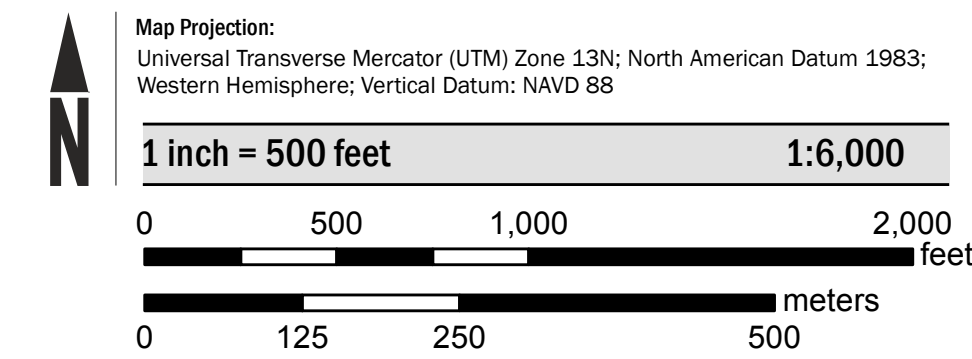 N
Map Projection:
Universal Transverse Mercator (UTM) Zone 13N; North American Datum 1983;
Western Hemisphere; Vertical Datum: NAVD 88
1 inch = 500 feet 1:6,000
0 500 1,000 2,000
feet
meters
0 125 250 500